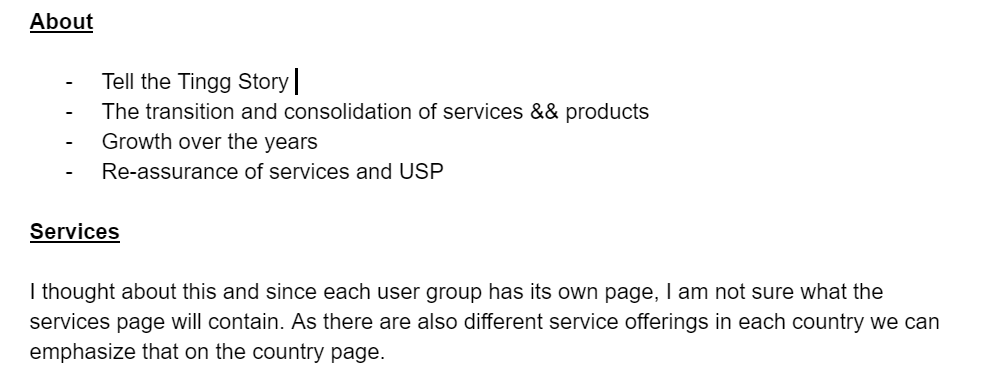 About
- Tell the Tingg Story
- The transition and consolidation of services && products
- Growth over the years
- Re-assurance of services and USP
Services
I thought about this and since each user group has its own page, I am not sure what the
services page will contain. As there are also different service offerings in each country we can
emphasize that on the country page.